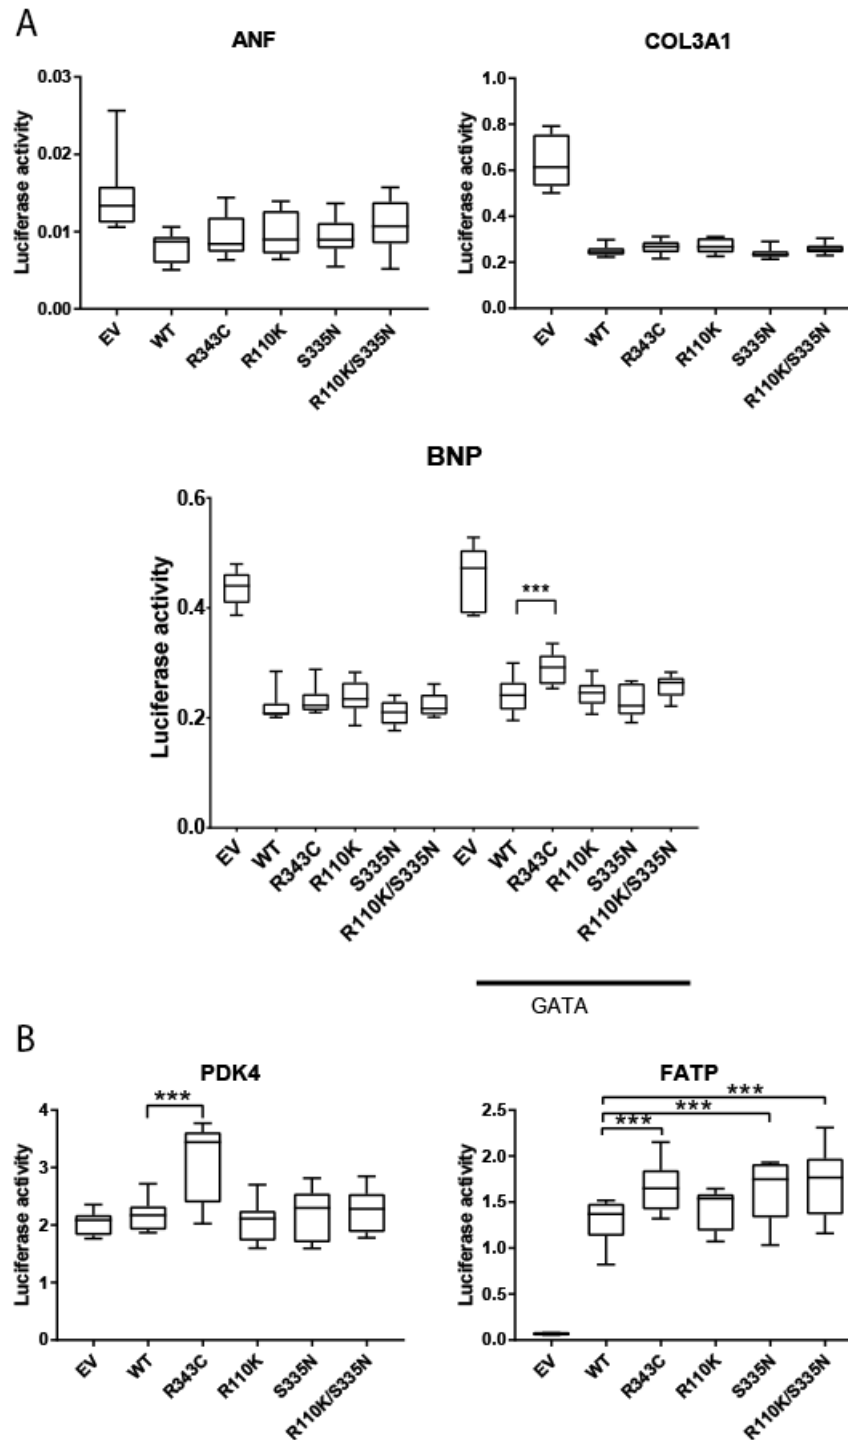 A
ANF
Luciferase activity
0.03
0.02
0.01
0.00
EV
WT
R343C
R110K
S335N
R110K/S335N
COL3A1
Luciferase activity
1.0
0.8
0.6
0.4
0.2
0.0
EV
WT
R343C
R110K
S335N
R110K/S335N
BNP
Luciferase activity
0.6
0.4
0.2
0.0
***
EV
WT
R343C
R110K
S335N
R110K/S335N
EV
WT
R343C
R110K
S335N
R110K/S335N
GATA
B
PDK4
Luciferase activity
4
3
2
1
0
***
EV
WT
R343C
R110K
S335N
R110K/S335N
FATP
Luciferase activity
2.5
2.0
1.5
1.0
0.5
0.0
***
***
***
EV
WT
R343C
R110K
S335N
R110K/S335N